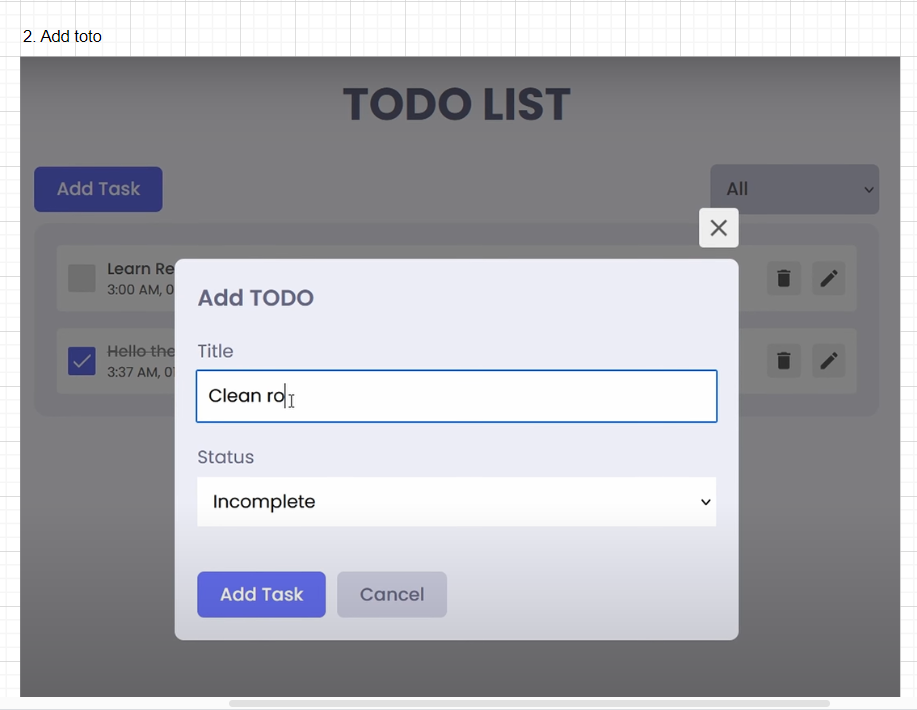 2. Add toto
TODO LIST
Add Task
All
Learn Re
3:00 AM, 0
Hello the
3:37 AM, 07
Add TODO
Title
Clean ro
Status
Incomplete
Add Task
Cancel